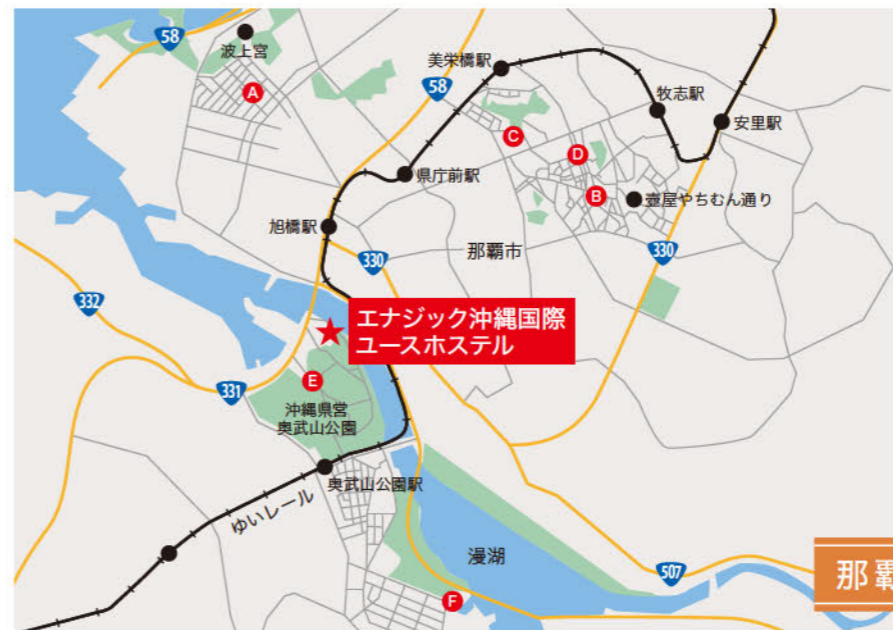 58
波上宮
A
美栄橋駅
58
牧志駅
安里駅
C
D
県庁前駅
B
壺屋やちむん通り
旭橋駅
那覇市
330
330
332
エナジック沖縄国際
ユースホステル
331
E
沖縄県営
奥武山公園
奥武山公園駅
ゆいレール
漫湖
507
那覇
F